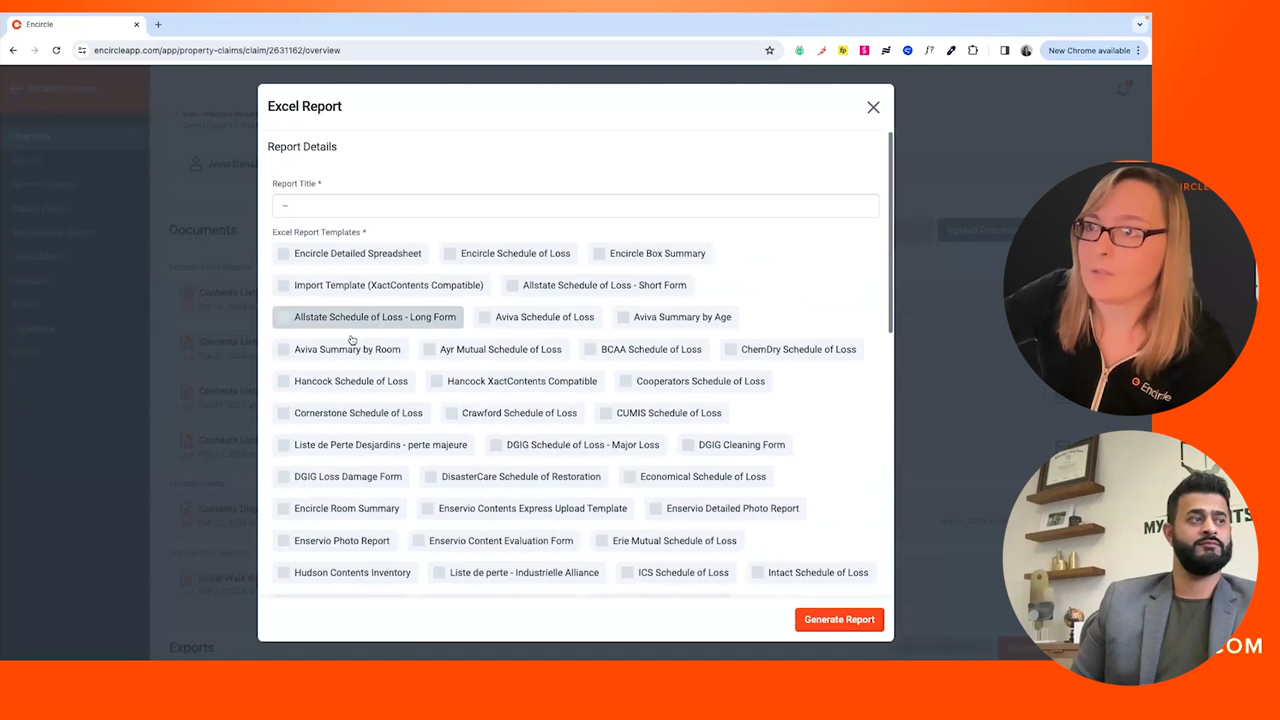 Encircle
encircleapp.com/app/property-claims/claim/2631162/overview
New Chrome available
Excel Report
Report Details
Report Title *
–
Excel Report Templates *
Encircle Detailed Spreadsheet Encircle Schedule of Loss Encircle Box Summary
Import Template (XactContents Compatible) Allstate Schedule of Loss - Short Form
Allstate Schedule of Loss - Long Form Aviva Schedule of Loss Aviva Summary by Age
Aviva Summary by Room Ayr Mutual Schedule of Loss BCAA Schedule of Loss ChemDry Schedule of Loss
Hancock Schedule of Loss Hancock XactContents Compatible Cooperators Schedule of Loss
Cornerstone Schedule of Loss Crawford Schedule of Loss CUMIS Schedule of Loss
Liste de Perte Desjardins - perte majeure DGIG Schedule of Loss - Major Loss DGIG Cleaning Form
DGIG Loss Damage Form DisasterCare Schedule of Restoration Economical Schedule of Loss
Encircle Room Summary Enservio Contents Express Upload Template Enservio Detailed Photo Report
Enservio Photo Report Enservio Content Evaluation Form Erie Mutual Schedule of Loss
Hudson Contents Inventory Liste de perte - Industrielle Alliance ICS Schedule of Loss Intact Schedule of Loss
Generate Report
Overview
Documents
Upload
Exports
Encircle
MY
TS
COM